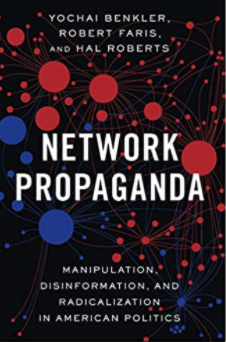 YOCHAI BENKLER,
ROBERT FARIS,
AND HAL ROBERTS
NETWORK
PROPAGANDA
MANIPULATION,
DISINFORMATION, AND
RADICALIZATION
IN AMERICAN POLITICS